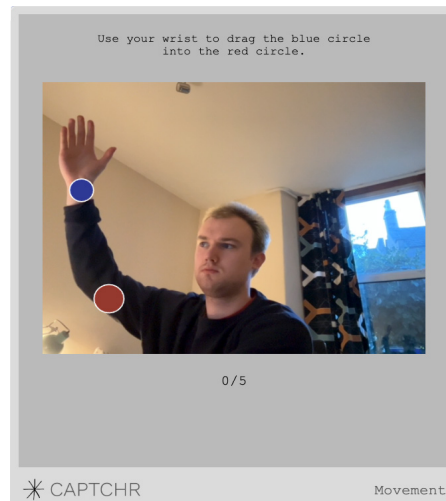 Use your wrist to drag the blue circle
into the red circle.
0/5
CAPTCHR
Movement